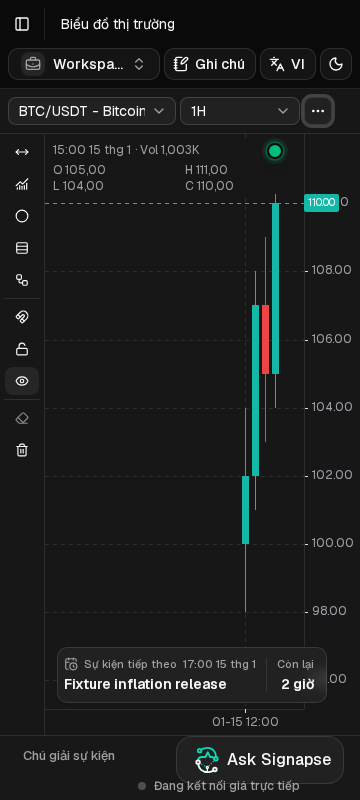 Biểu đồ thị trường
Workspa...
Ghi chú
VI
BTC/USDT - Bitcoin
1H
15:00 15 thg 1 · Vol 1,003K
O 105,00 H 111,00
L 104,00 C 110,00
110.00
108.00
106.00
104.00
102.00
100.00
98.00
Sự kiện tiếp theo 17:00 15 thg 1
Còn lại
Fixture inflation release
2 giờ
.00
01-15 12:00
Chú giải sự kiện
Ask Signapse
Đang kết nối giá trực tiếp